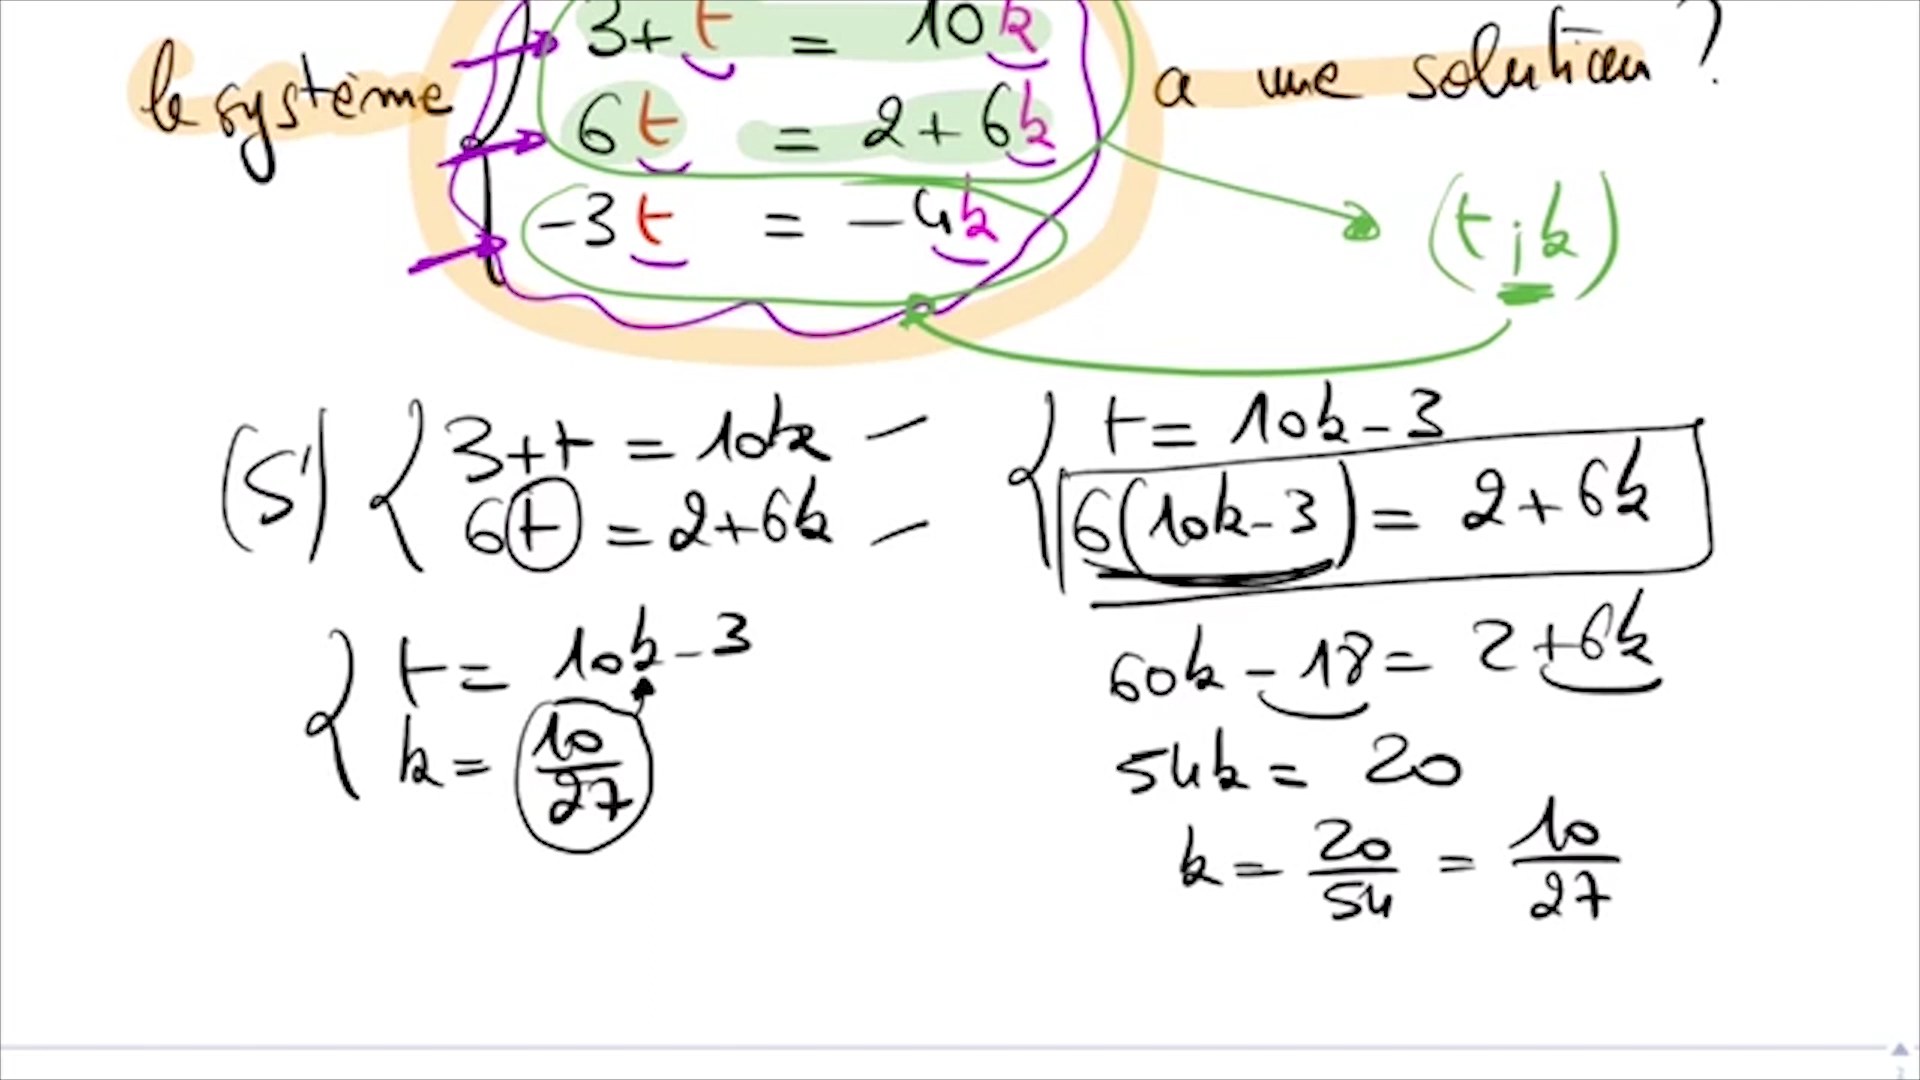 3+t = 10k
le système 6t = 2+6k a une solution ?
-3t = -4k
(t;k)
(S') 3+t = 10k
6t = 2+6k
t = 10k-3
6(10k-3) = 2+6k
60k-18 = 2+6k
54k = 20
k = 20/54 = 10/27
t = 10k-3
k = 10/27
2